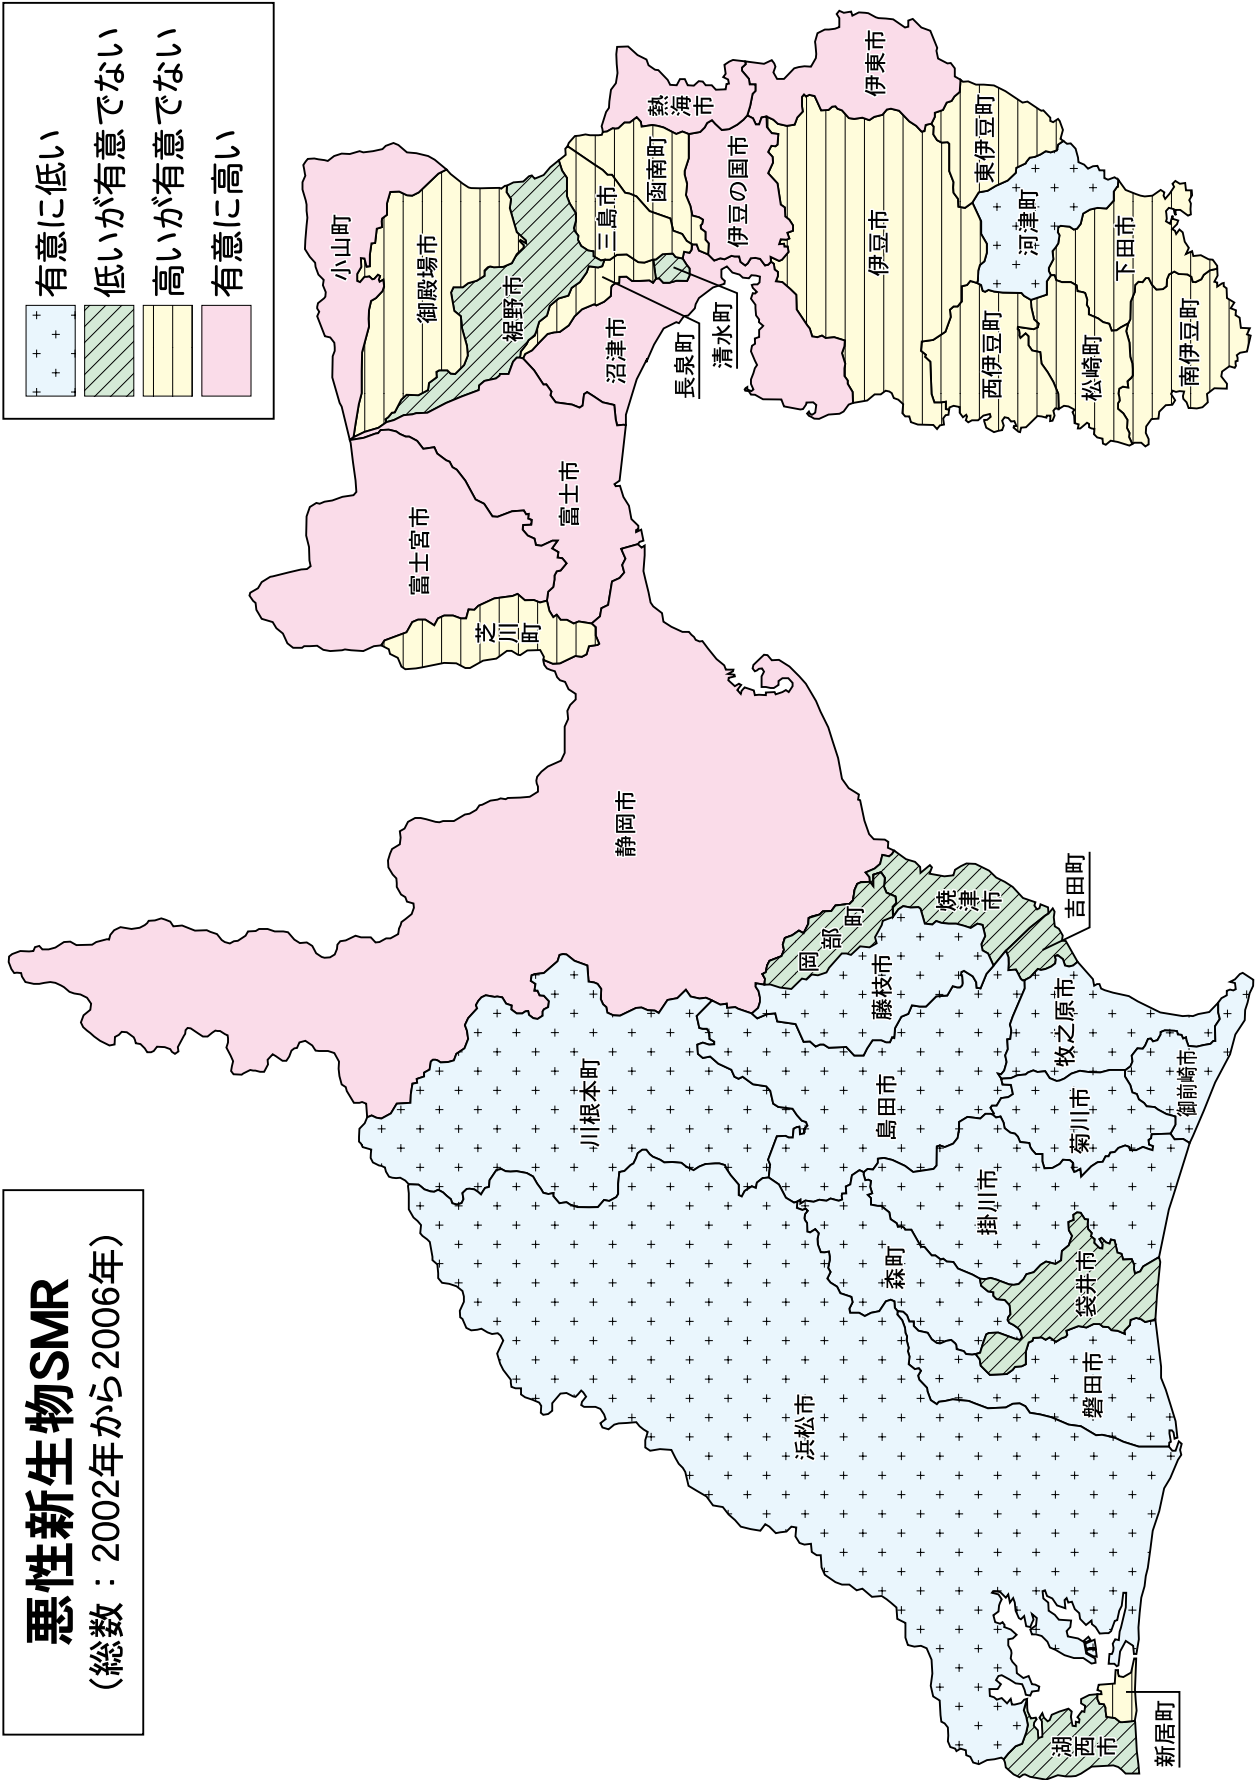 悪性新生物SMR
（総数：2002年から2006年）
有意に低い
低いが有意でない
高いが有意でない
有意に高い
小山町
御殿場市
裾野市
三島市
函南町
熱海市
伊東市
伊豆の国市
伊豆市
東伊豆町
河津町
下田市
南伊豆町
松崎町
西伊豆町
清水町
長泉町
沼津市
富士市
富士宮市
芝川町
静岡市
岡部町
焼津市
吉田町
藤枝市
牧之原市
御前崎市
島田市
菊川市
川根本町
掛川市
森町
袋井市
磐田市
浜松市
湖西市
新居町